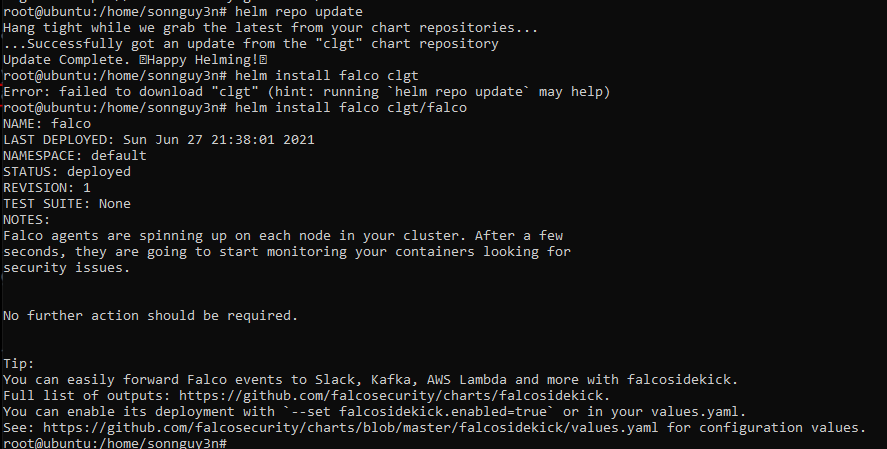 root@ubuntu:/home/sonnguy3n# helm repo update
Hang tight while we grab the latest from your chart repositories...
...Successfully got an update from the "clgt" chart repository
Update Complete. ⎈Happy Helming!⎈
root@ubuntu:/home/sonnguy3n# helm install falco clgt
Error: failed to download "clgt" (hint: running `helm repo update` may help)
root@ubuntu:/home/sonnguy3n# helm install falco clgt/falco
NAME: falco
LAST DEPLOYED: Sun Jun 27 21:38:01 2021
NAMESPACE: default
STATUS: deployed
REVISION: 1
TEST SUITE: None
NOTES:
Falco agents are spinning up on each node in your cluster. After a few
seconds, they are going to start monitoring your containers looking for
security issues.
No further action should be required.
Tip:
You can easily forward Falco events to Slack, Kafka, AWS Lambda and more with falcosidekick.
Full list of outputs: https://github.com/falcosecurity/charts/falcosidekick.
You can enable its deployment with `--set falcosidekick.enabled=true` or in your values.yaml.
See: https://github.com/falcosecurity/charts/blob/master/falcosidekick/values.yaml for configuration values.
root@ubuntu:/home/sonnguy3n#